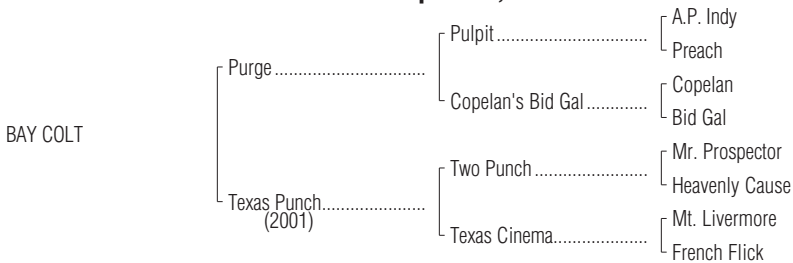 A.P. Indy
Pulpit
Preach
Purge
Copelan
Copelan's Bid Gal
Bid Gal
BAY COLT
Mr. Prospector
Two Punch
Heavenly Cause
Texas Punch
(2001)
Mt. Livermore
Texas Cinema
French Flick